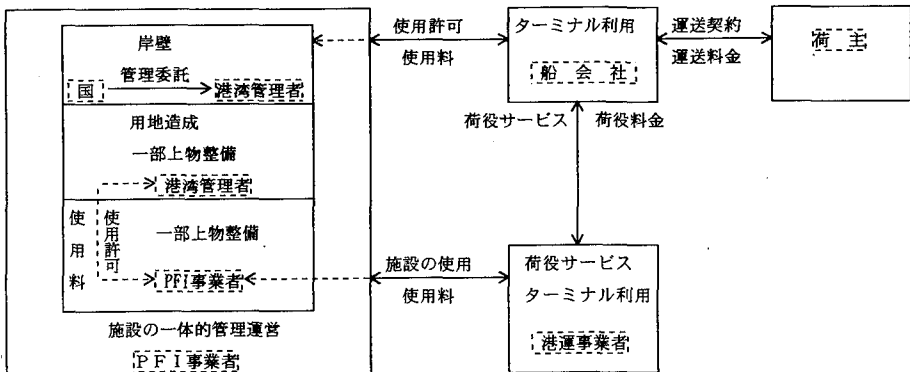 岸壁
管理委託
国
港湾管理者
用地造成
一部上物整備
港湾管理者
使用料
使用許可
一部上物整備
PFI事業者
施設の一体的管理運営
PFI事業者
使用許可
使用料
ターミナル利用
船 会 社
運送契約
運送料金
荷 主
荷役サービス
荷役料金
施設の使用
使用料
荷役サービス
ターミナル利用
港運事業者